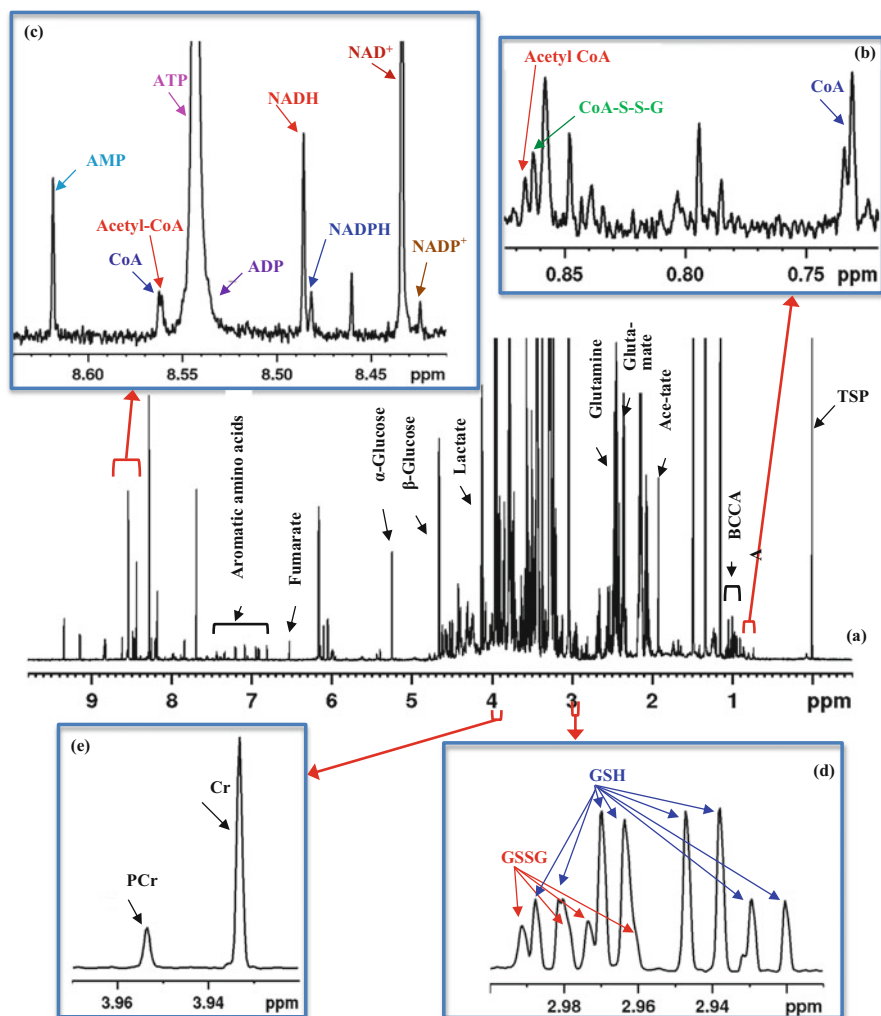 (c)
NAD+
ATP
NADH
AMP
Acetyl-CoA
CoA
NADPH
ADP
NADP+
8.60
8.55
8.50
8.45
ppm
(b)
Acetyl CoA
CoA
CoA-S-S-G
0.85
0.80
0.75
ppm
Aromatic amino acids
Fumarate
α-Glucose
β-Glucose
Lactate
Glutamine
Gluta-
mate
Ace-tate
BCCA
A
TSP
(a)
9
8
7
6
5
4
3
2
1
ppm
(e)
Cr
PCr
3.96
3.94
ppm
(d)
GSH
GSSG
2.98
2.96
2.94
ppm